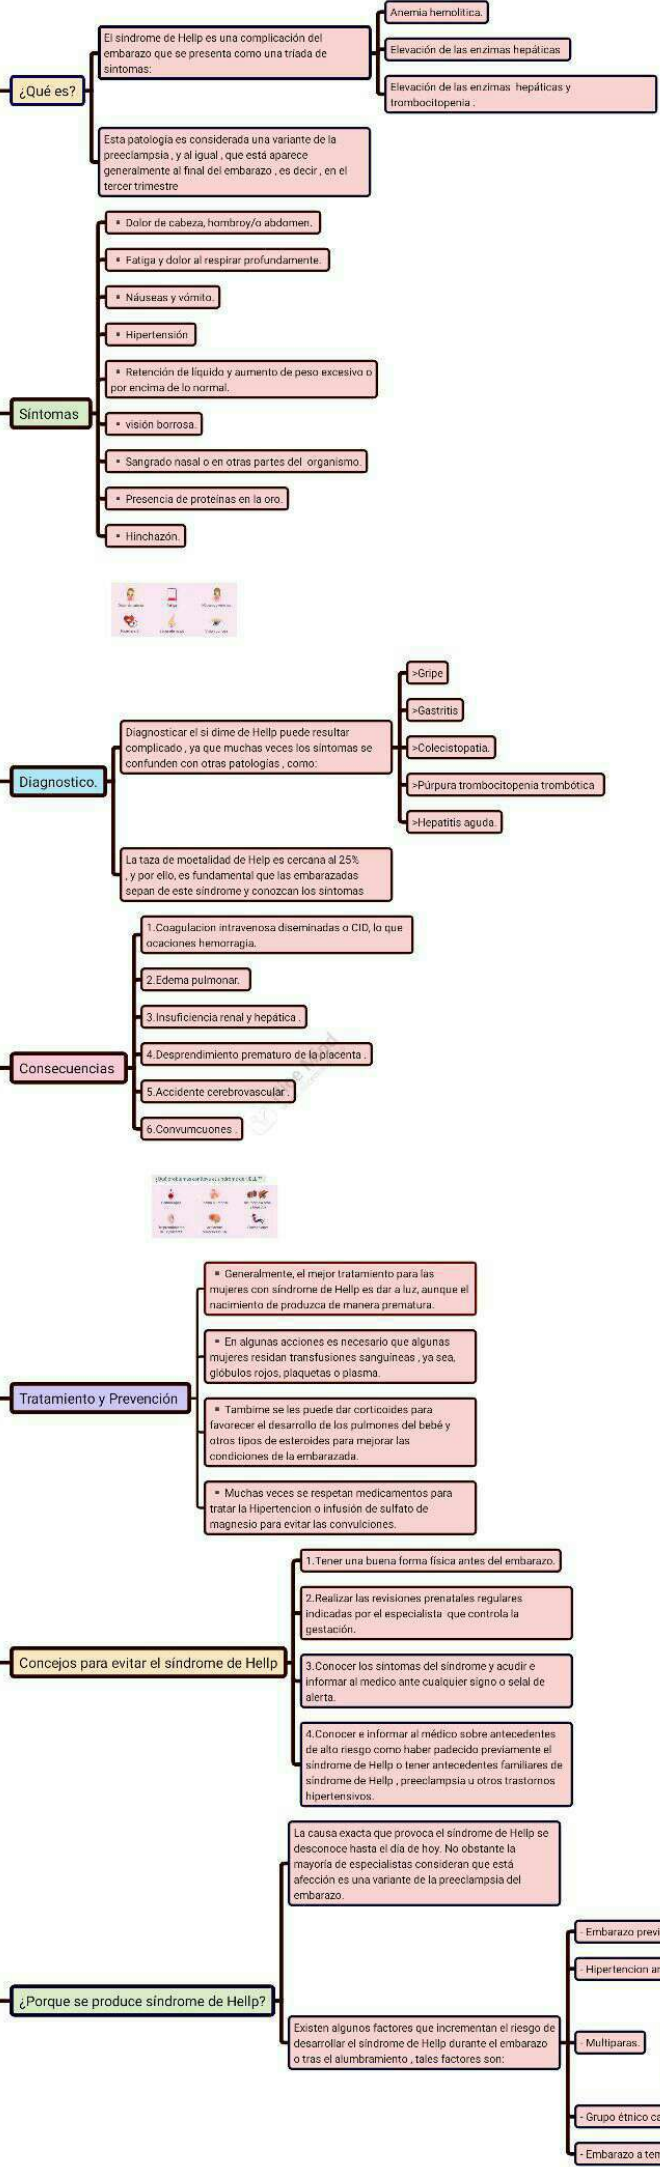 ¿Qué es?
El síndrome de Hellp es una complicación del
embarazo que se presenta como una tríada de
síntomas:
Anemia hemolítica.
Elevación de las enzimas hepáticas
Elevación de las enzimas hepáticas y
trombocitopenia .
Esta patología es considerada una variante de la
preeclampsia , y al igual , que está aparece
generalmente al final del embarazo , es decir , en el
tercer trimestre
Síntomas
▪ Dolor de cabeza, hombroy/o abdomen.
▪ Fatiga y dolor al respirar profundamente.
▪ Náuseas y vómito.
▪ Hipertensión
▪ Retención de líquido y aumento de peso excesivo o
por encima de lo normal.
▪ visión borrosa.
▪ Sangrado nasal o en otras partes del organismo.
▪ Presencia de proteínas en la oro.
▪ Hinchazón.
Diagnostico.
Diagnosticar el si dime de Hellp puede resultar
complicado , ya que muchas veces los síntomas se
confunden con otras patologías , como:
>Gripe
>Gastritis
>Colecistopatía.
>Púrpura trombocitopenia trombótica
>Hepatitis aguda.
La taza de moetalidad de Help es cercana al 25%
, y por ello, es fundamental que las embarazadas
sepan de este síndrome y conozcan los síntomas
Consecuencias
1.Coagulacion intravenosa diseminadas o CID, lo que
ocaciones hemorragia.
2.Edema pulmonar.
3.Insuficiencia renal y hepática .
4.Desprendimiento prematuro de la placenta .
5.Accidente cerebrovascular .
6.Convumcuones .
Tratamiento y Prevención
▪ Generalmente, el mejor tratamiento para las
mujeres con síndrome de Hellp es dar a luz, aunque el
nacimiento de produzca de manera prematura.
▪ En algunas acciones es necesario que algunas
mujeres residan transfusiones sanguíneas , ya sea,
glóbulos rojos, plaquetas o plasma.
▪ Tambime se les puede dar corticoides para
favorecer el desarrollo de los pulmones del bebé y
otros tipos de esteroides para mejorar las
condiciones de la embarazada.
▪ Muchas veces se respetan medicamentos para
tratar la Hipertencion o infusión de sulfato de
magnesio para evitar las convulciones.
Concejos para evitar el síndrome de Hellp
1.Tener una buena forma física antes del embarazo.
2.Realizar las revisiones prenatales regulares
indicadas por el especialista que controla la
gestación.
3.Conocer los síntomas del síndrome y acudir e
informar al medico ante cualquier signo o selal de
alerta.
4.Conocer e informar al médico sobre antecedentes
de alto riesgo como haber padecido previamente el
síndrome de Hellp o tener antecedentes familiares de
síndrome de Hellp , preeclampsia u otros trastornos
hipertensivos.
¿Porque se produce síndrome de Hellp?
La causa exacta que provoca el síndrome de Hellp se
desconoce hasta el día de hoy. No obstante la
mayoría de especialistas consideran que está
afección es una variante de la preeclampsia del
embarazo.
Existen algunos factores que incrementan el riesgo de
desarrollar el síndrome de Hellp durante el embarazo
o tras el alumbramiento , tales factores son:
- Embarazo previ
- Hipertencion ar
- Multiparas.
- Grupo étnico ca
- Embarazo a tem